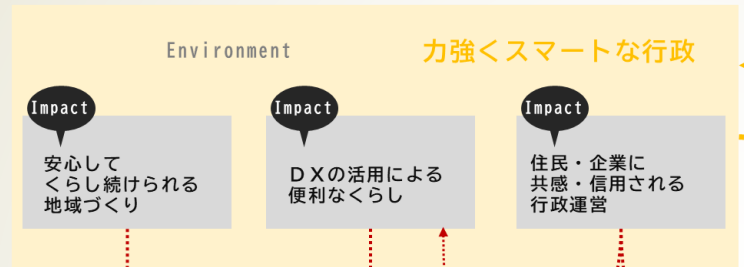 Environment 力強くスマートな行政
Impact
安心して
くらし続けられる
地域づくり
Impact
ＤＸの活用による
便利なくらし
Impact
住民・企業に
共感・信用される
行政運営